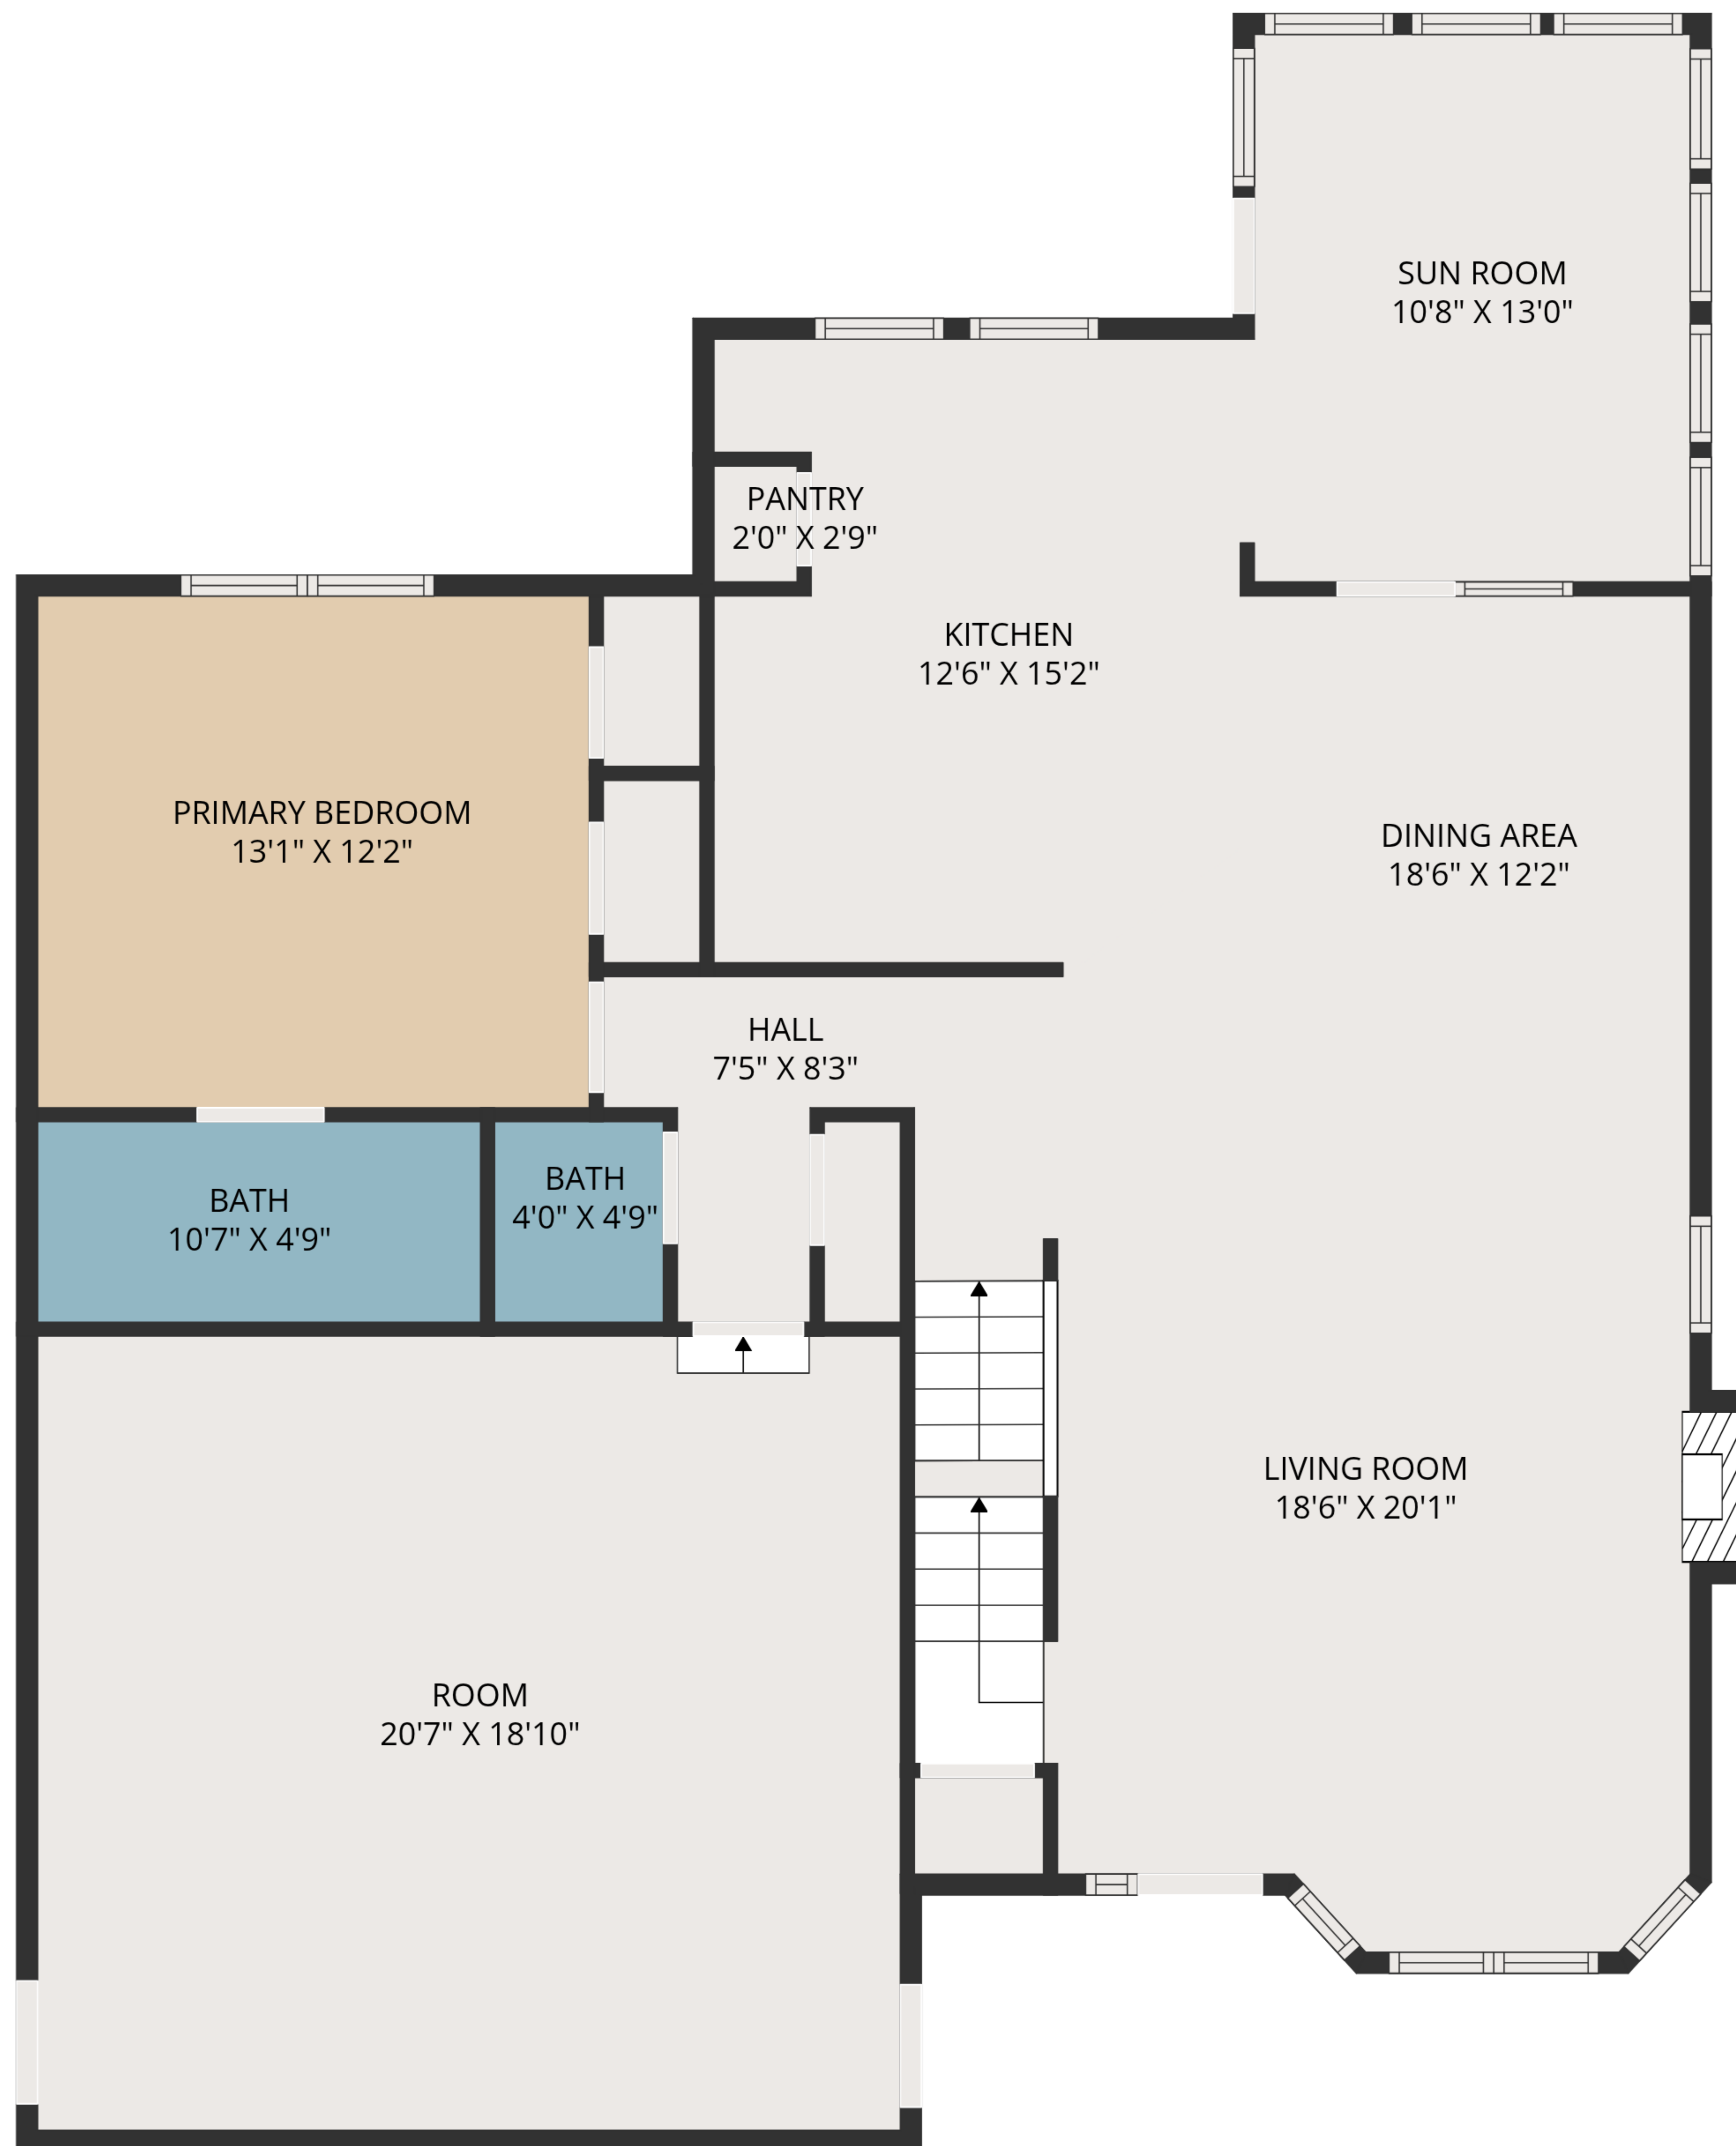 SUN ROOM
10'8" X 13'0"
PANTRY
2'0" X 2'9"
KITCHEN
12'6" X 15'2"
PRIMARY BEDROOM
13'1" X 12'2"
DINING AREA
18'6" X 12'2"
HALL
7'5" X 8'3"
BATH
10'7" X 4'9"
BATH
4'0" X 4'9"
LIVING ROOM
18'6" X 20'1"
ROOM
20'7" X 18'10"